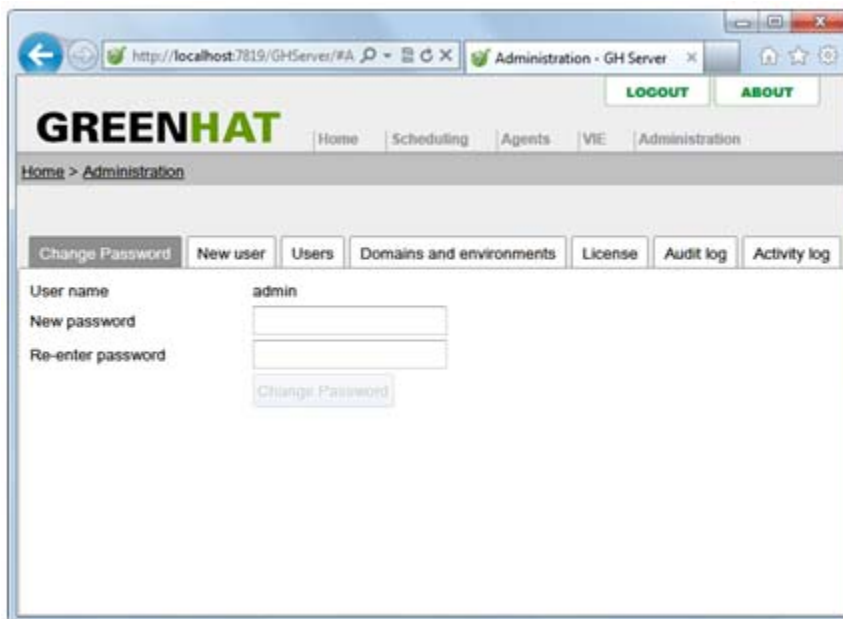 http://localhost:7819/GHServer/#A
Administration - GH Server
LOGOUT
ABOUT
GREENHAT
Home
Scheduling
Agents
VIE
Administration
Home > Administration
Change Password
New user
Users
Domains and environments
License
Audit log
Activity log
User name
admin
New password
Re-enter password
Change Password